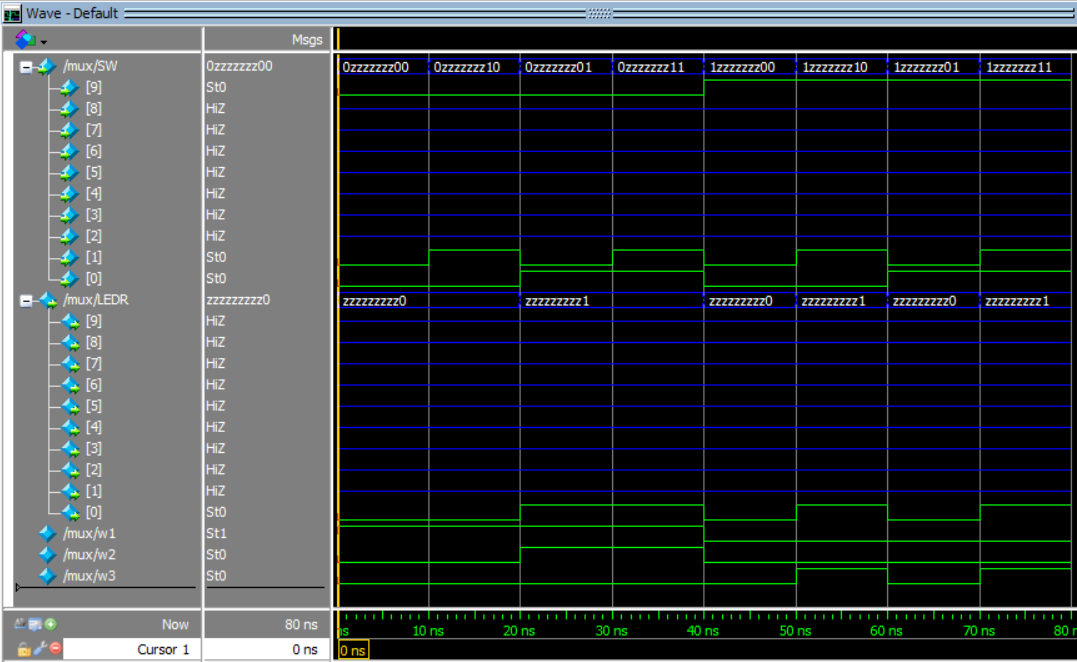 Wave - Default
Msgs
/mux/SW 0zzzzzzz00 0zzzzzzz00 0zzzzzzz10 0zzzzzzz01 0zzzzzzz11 1zzzzzzz00 1zzzzzzz10 1zzzzzzz01 1zzzzzzz11
[9] St0
[8] HiZ
[7] HiZ
[6] HiZ
[5] HiZ
[4] HiZ
[3] HiZ
[2] HiZ
[1] St0
[0] St0
/mux/LEDR zzzzzzzzz0 zzzzzzzzz0 zzzzzzzzz1 zzzzzzzzz0 zzzzzzzzz1 zzzzzzzzz0 zzzzzzzzz1
[9] HiZ
[8] HiZ
[7] HiZ
[6] HiZ
[5] HiZ
[4] HiZ
[3] HiZ
[2] HiZ
[1] HiZ
[0] St0
/mux/w1 St1
/mux/w2 St0
/mux/w3 St0
Now 80 ns ns 10 ns 20 ns 30 ns 40 ns 50 ns 60 ns 70 ns 80 n
Cursor 1 0 ns 0 ns